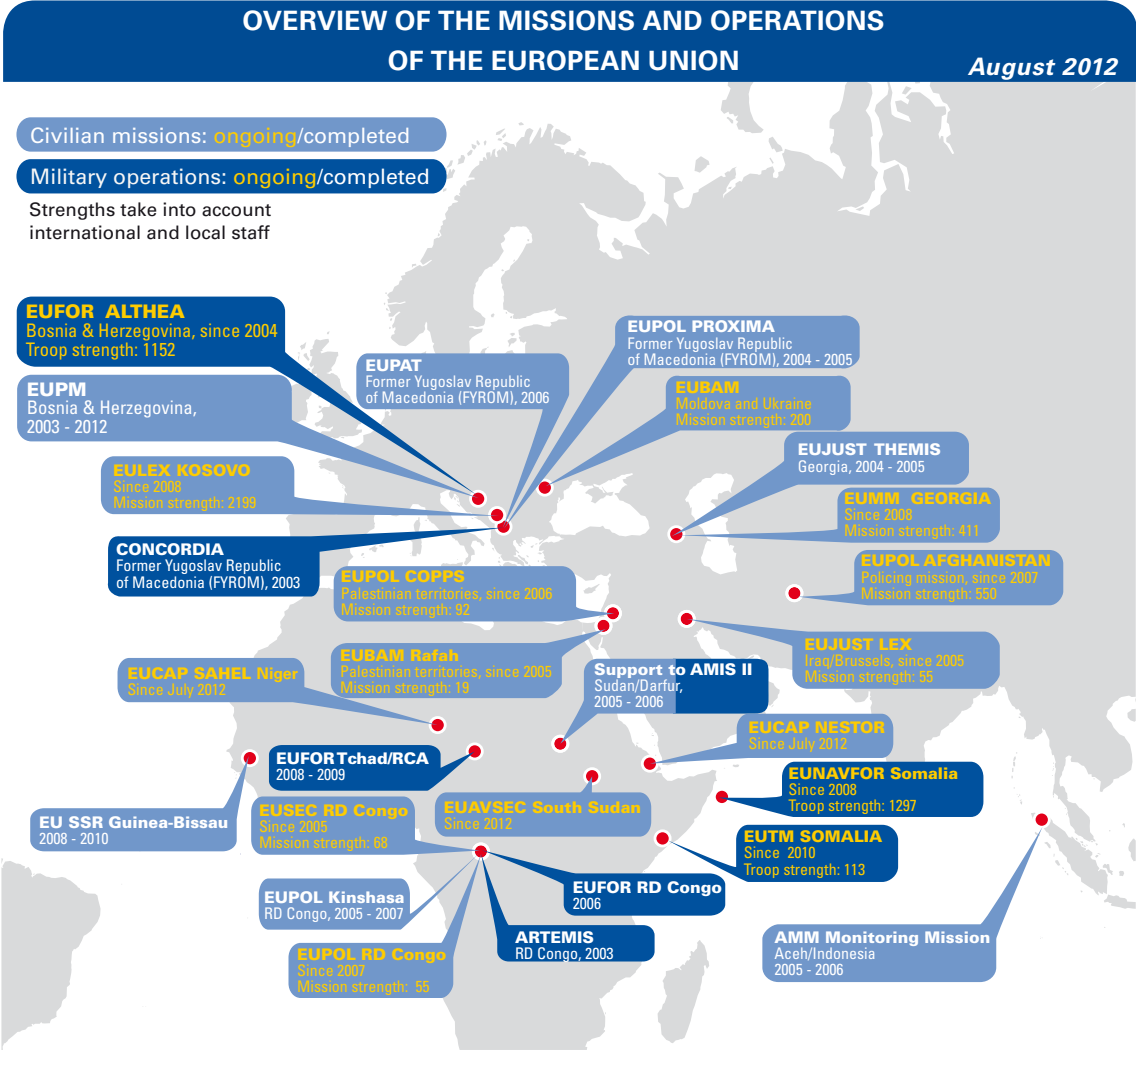 OVERVIEW OF THE MISSIONS AND OPERATIONS
OF THE EUROPEAN UNION
August 2012
Civilian missions: ongoing/completed
Military operations: ongoing/completed
Strengths take into account
international and local staff
EUFOR ALTHEA
Bosnia & Herzegovina, since 2004
Troop strength: 1152
EUPM
Bosnia & Herzegovina,
2003 - 2012
EUPAT
Former Yugoslav Republic
of Macedonia (FYROM), 2006
EUPOL PROXIMA
Former Yugoslav Republic
of Macedonia (FYROM), 2004 - 2005
EUBAM
Moldova and Ukraine
Mission strength: 200
EUJUST THEMIS
Georgia, 2004 - 2005
EULEX KOSOVO
Since 2008
Mission strength: 2199
EUMM GEORGIA
Since 2008
Mission strength: 411
CONCORDIA
Former Yugoslav Republic
of Macedonia (FYROM), 2003
EUPOL COPPS
Palestinian territories, since 2006
Mission strength: 92
EUPOL AFGHANISTAN
Policing mission, since 2007
Mission strength: 550
EUBAM Rafah
Palestinian territories, since 2005
Mission strength: 19
EUJUST LEX
Iraq/Brussels, since 2005
Mission strength: 55
EUCAP SAHEL Niger
Since July 2012
Support to AMIS II
Sudan/Darfur,
2005 - 2006
EUCAP NESTOR
Since July 2012
EUFOR Tchad/RCA
2008 - 2009
EUNAVFOR Somalia
Since 2008
Troop strength: 1297
EU SSR Guinea-Bissau
2008 - 2010
EUSEC RD Congo
Since 2005
Mission strength: 68
EUAVSEC South Sudan
Since 2012
EUTM SOMALIA
Since 2010
Troop strength: 113
EUPOL Kinshasa
RD Congo, 2005 - 2007
EUFOR RD Congo
2006
EUPOL RD Congo
Since 2007
Mission strength: 55
ARTEMIS
RD Congo, 2003
AMM Monitoring Mission
Aceh/Indonesia
2005 - 2006